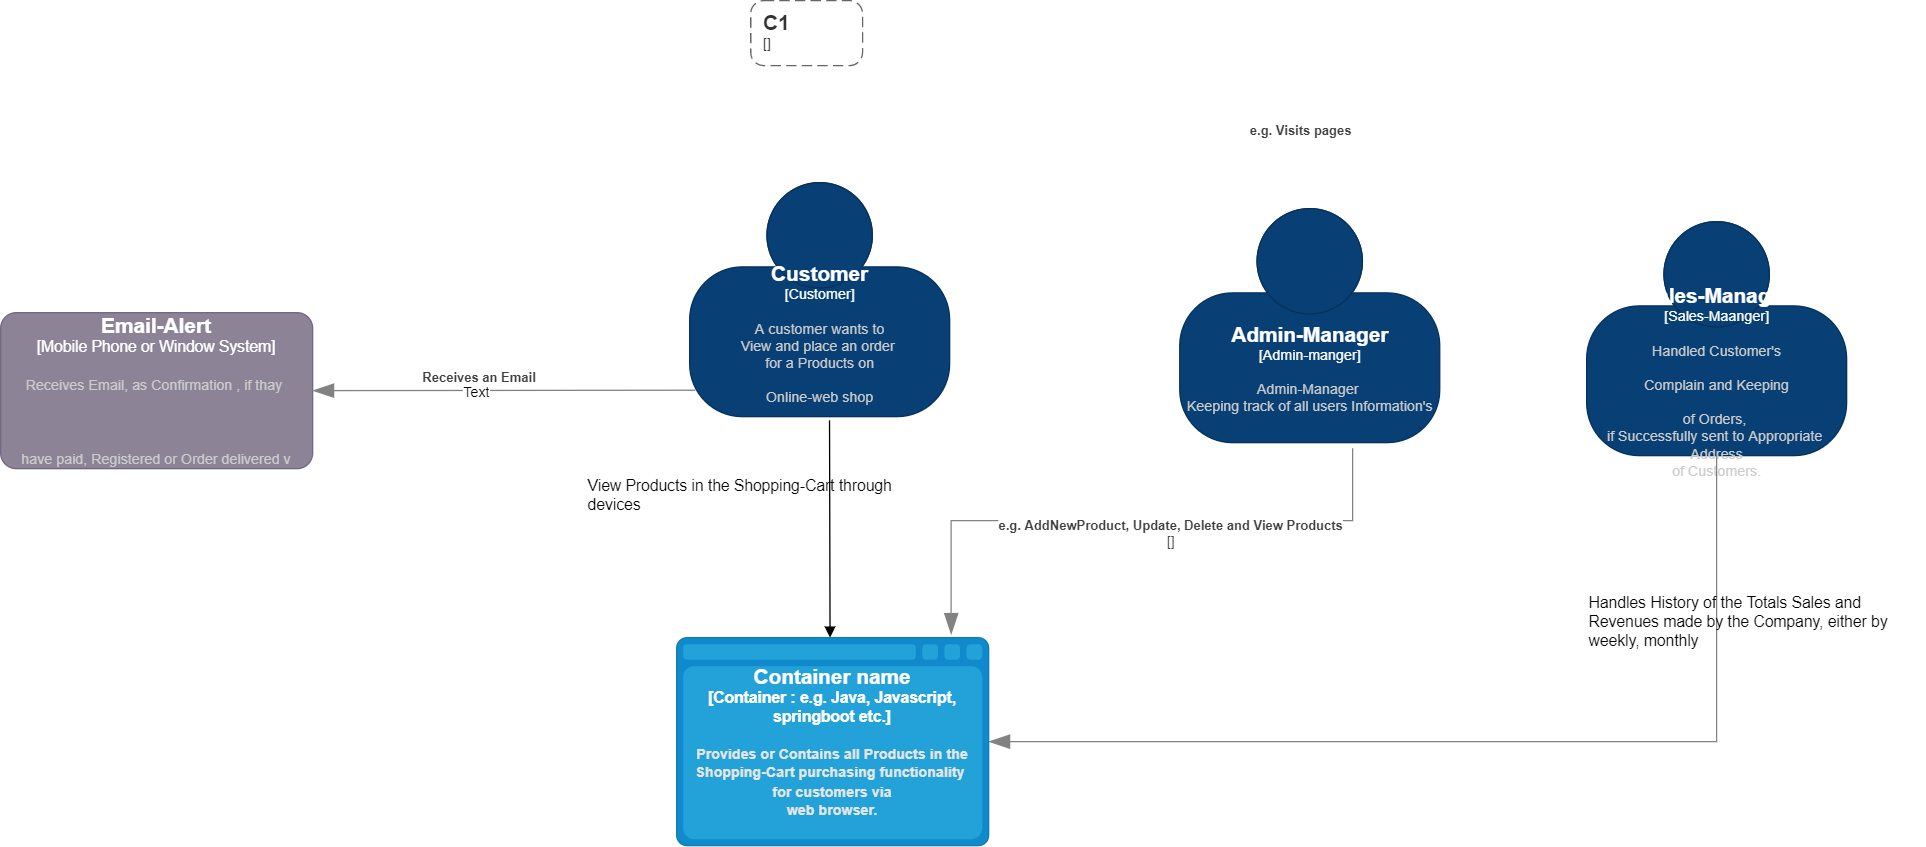 C1
[]
e.g. Visits pages
Customer
[Customer]
A customer wants to
View and place an order
for a Products on
Online-web shop
Admin-Manager
[Admin-manger]
Admin-Manager
Keeping track of all users Information's
les-Manag
[Sales-Maanger]
Handled Customer's
Complain and Keeping
of Orders,
if Successfully sent to Appropriate
Address
of Customers.
Email-Alert
[Mobile Phone or Window System]
Receives Email, as Confirmation , if thay
have paid, Registered or Order delivered v
Receives an Email
Text
View Products in the Shopping-Cart through
devices
e.g. AddNewProduct, Update, Delete and View Products
[]
Handles History of the Totals Sales and
Revenues made by the Company, either by
weekly, monthly
Container name
[Container : e.g. Java, Javascript,
springboot etc.]
Provides or Contains all Products in the
Shopping-Cart purchasing functionality
for customers via
web browser.